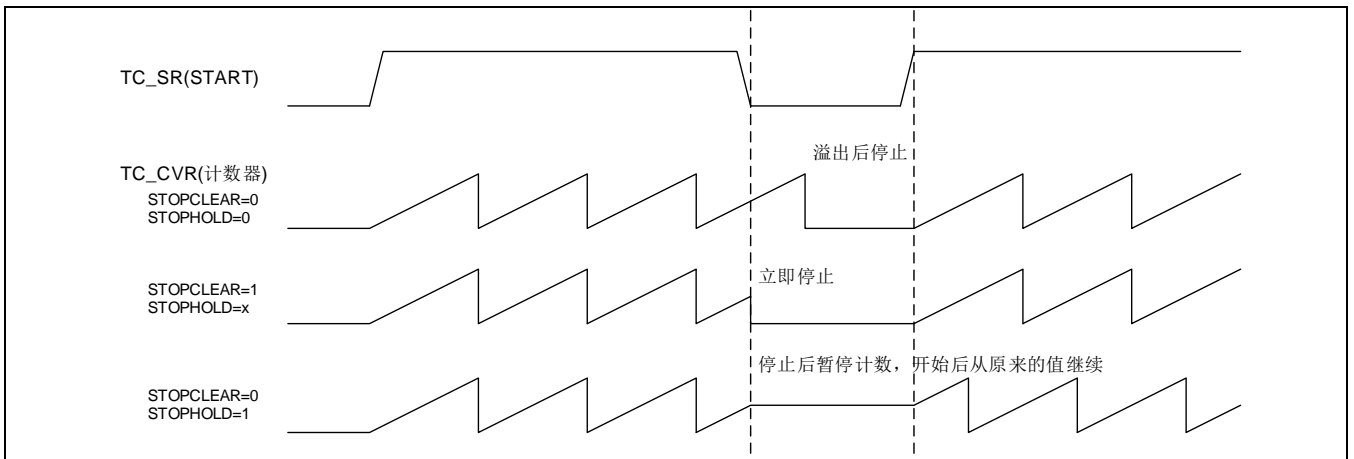 TC_SR(START)
溢出后停止
TC_CVR(计数器)
STOPCLEAR=0
STOPHOLD=0
立即停止
STOPCLEAR=1
STOPHOLD=x
停止后暂停计数，开始后从原来的值继续
STOPCLEAR=0
STOPHOLD=1